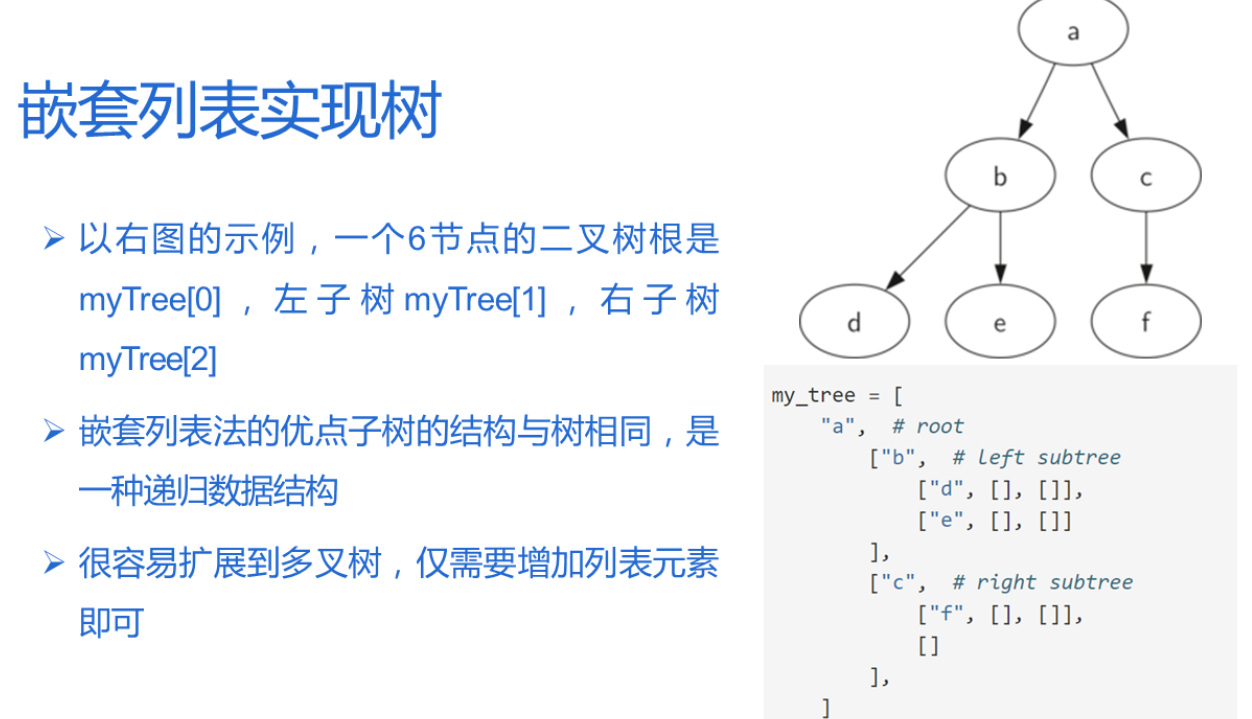 嵌套列表实现树
以右图的示例，一个6节点的二叉树根是
myTree[0]，左子树myTree[1]，右子树
myTree[2]
嵌套列表法的优点子树的结构与树相同，是
一种递归数据结构
很容易扩展到多叉树，仅需要增加列表元素
即可
a
b
c
d
e
f
my_tree = [
    "a",  # root
        ["b",  # left subtree
            ["d", [], []],
            ["e", [], []]
        ],
        ["c",  # right subtree
            ["f", [], []],
            []
        ],
    ]